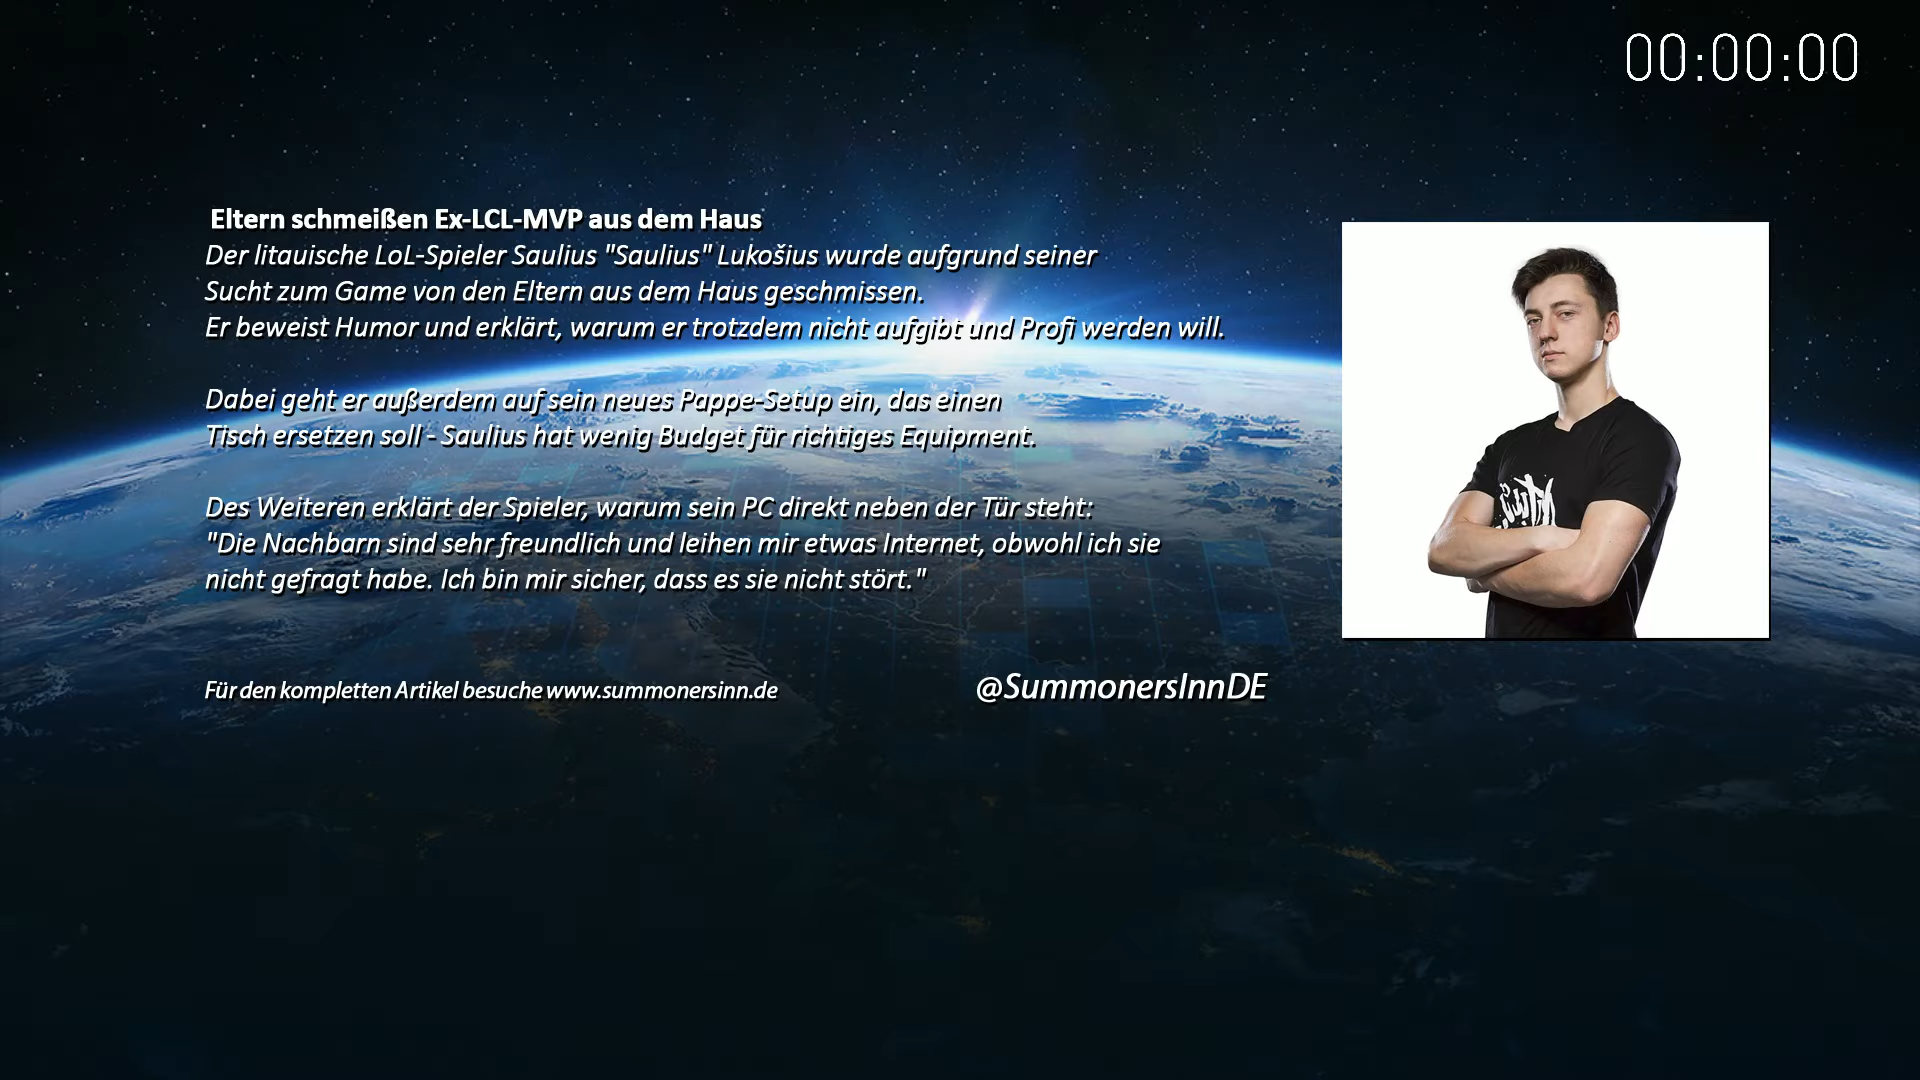 00:00:00
Eltern schmeißen Ex-LCL-MVP aus dem Haus
Der litauische LoL-Spieler Saulius "Saulius" Lukošius wurde aufgrund seiner
Sucht zum Game von den Eltern aus dem Haus geschmissen.
Er beweist Humor und erklärt, warum er trotzdem nicht aufgibt und Profi werden will.
Dabei geht er außerdem auf sein neues Pappe-Setup ein, das einen
Tisch ersetzen soll - Saulius hat wenig Budget für richtiges Equipment.
Des Weiteren erklärt der Spieler, warum sein PC direkt neben der Tür steht:
"Die Nachbarn sind sehr freundlich und leihen mir etwas Internet, obwohl ich sie
nicht gefragt habe. Ich bin mir sicher, dass es sie nicht stört."
Für den kompletten Artikel besuche www.summonersinn.de
@SummonersInnDE